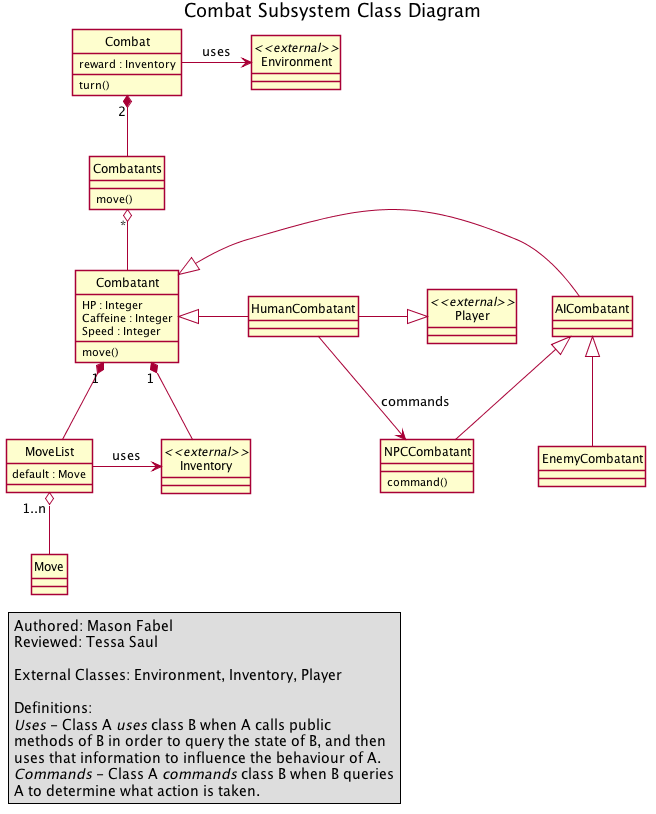 Combat Subsystem Class Diagram
Combat
reward : Inventory
turn()
uses
<<external>>
Environment
2
Combatants
move()
*
Combatant
HP : Integer
Caffeine : Integer
Speed : Integer
move()
HumanCombatant
<<external>>
Player
AICombatant
1
1
commands
MoveList
default : Move
uses
<<external>>
Inventory
NPCCombatant
command()
EnemyCombatant
1..n
Move
Authored: Mason Fabel
Reviewed: Tessa Saul
External Classes: Environment, Inventory, Player
Definitions:
Uses - Class A uses class B when A calls public
methods of B in order to query the state of B, and then
uses that information to influence the behaviour of A.
Commands - Class A commands class B when B queries
A to determine what action is taken.